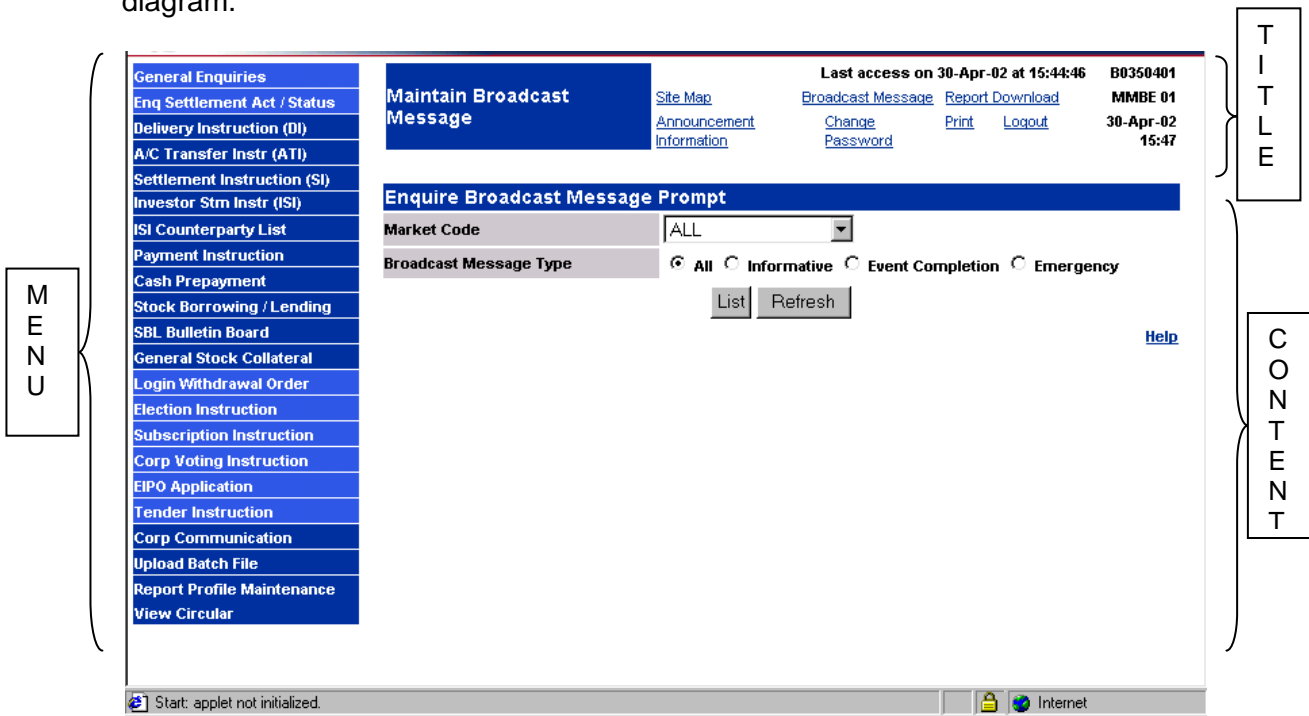 diagram.
TITLE
MENU
CONTENT
General Enquiries
Enq Settlement Act / Status
Delivery Instruction (DI)
A/C Transfer Instr (ATI)
Settlement Instruction (SI)
Investor Stm Instr (ISI)
ISI Counterparty List
Payment Instruction
Cash Prepayment
Stock Borrowing / Lending
SBL Bulletin Board
General Stock Collateral
Login Withdrawal Order
Election Instruction
Subscription Instruction
Corp Voting Instruction
EIPO Application
Tender Instruction
Corp Communication
Upload Batch File
Report Profile Maintenance
View Circular
Maintain Broadcast
Message
Last access on 30-Apr-02 at 15:44:46 B0350401
Site Map Broadcast Message Report Download MMBE 01
Announcement Change Print Logout 30-Apr-02
Information Password 15:47
Enquire Broadcast Message Prompt
Market Code ALL
Broadcast Message Type All Informative Event Completion Emergency
List Refresh
Help
Start: applet not initialized. Internet